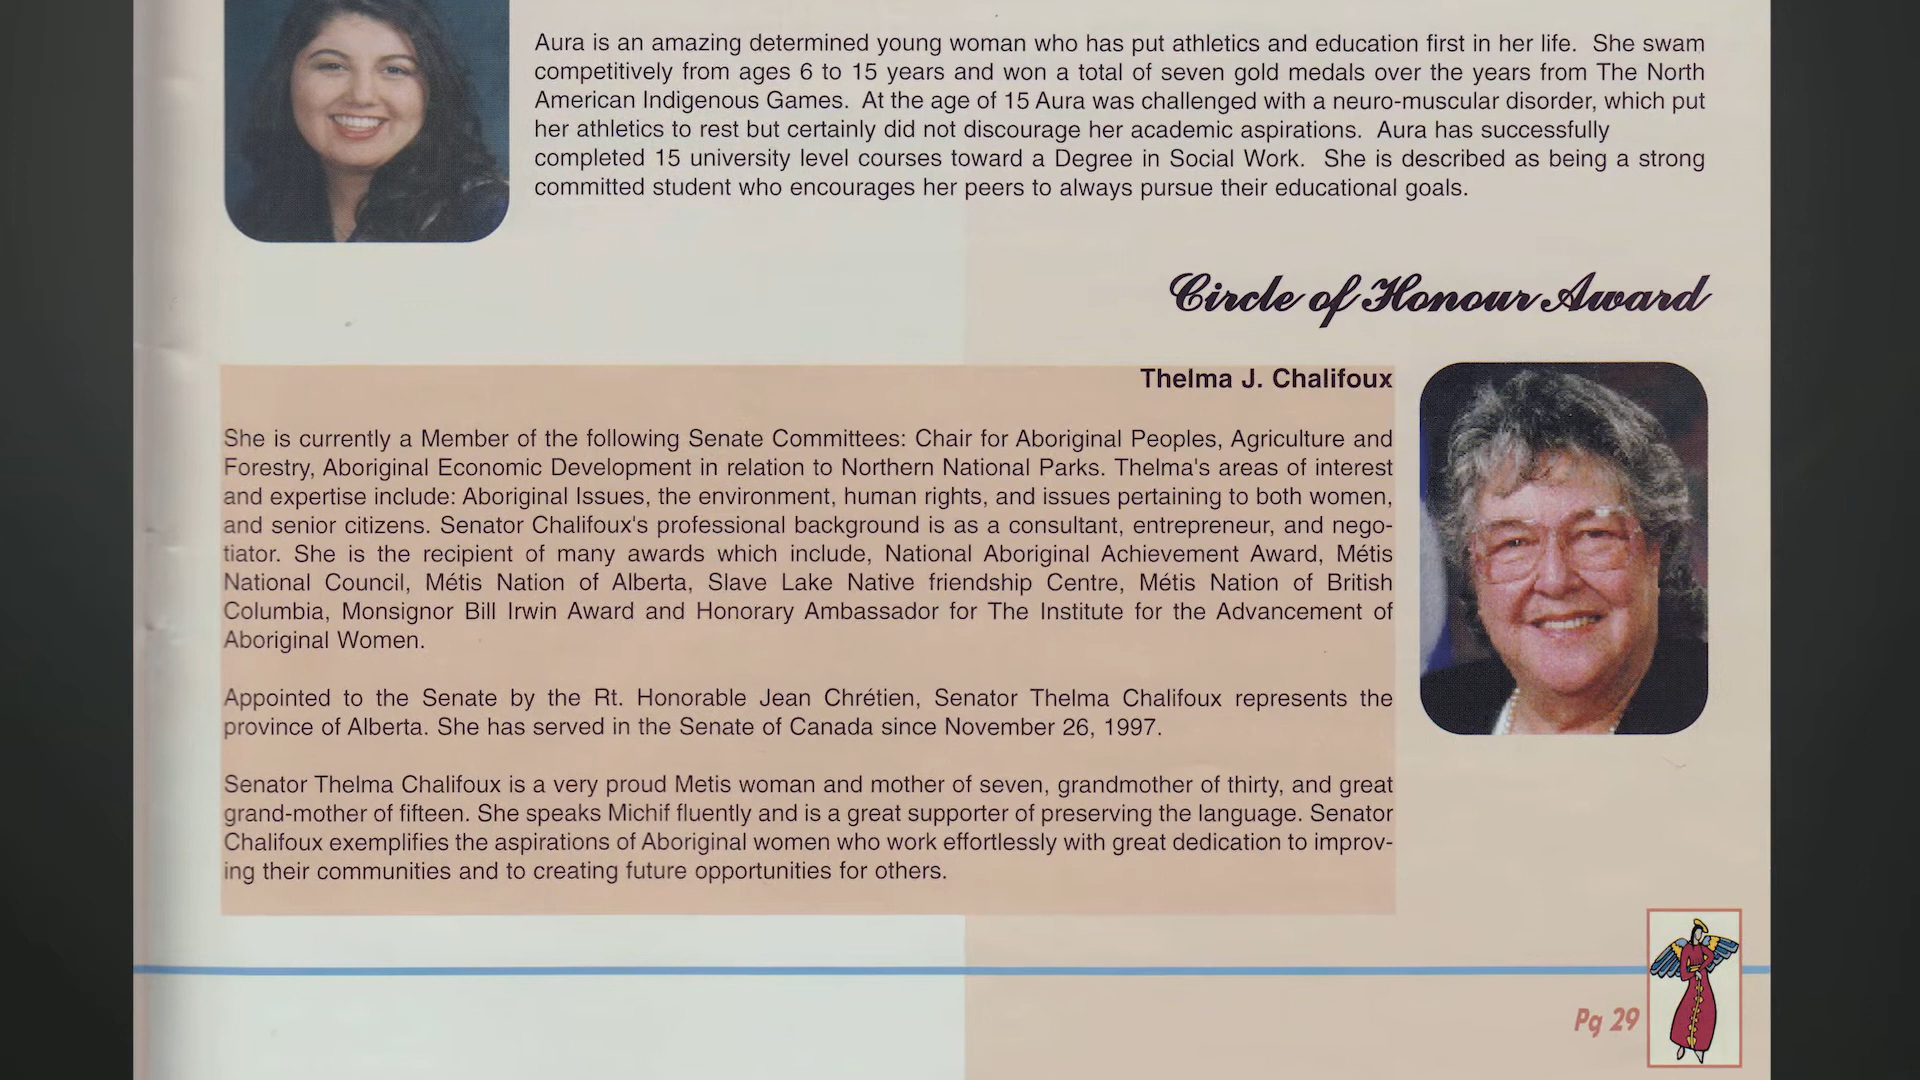 Aura is an amazing determined young woman who has put athletics and education first in her life. She swam
competitively from ages 6 to 15 years and won a total of seven gold medals over the years from The North
American Indigenous Games. At the age of 15 Aura was challenged with a neuro-muscular disorder, which put
her athletics to rest but certainly did not discourage her academic aspirations. Aura has successfully
completed 15 university level courses toward a Degree in Social Work. She is described as being a strong
committed student who encourages her peers to always pursue their educational goals.
Circle of Honour Award
Thelma J. Chalifoux
She is currently a Member of the following Senate Committees: Chair for Aboriginal Peoples, Agriculture and
Forestry, Aboriginal Economic Development in relation to Northern National Parks. Thelma's areas of interest
and expertise include: Aboriginal Issues, the environment, human rights, and issues pertaining to both women,
and senior citizens. Senator Chalifoux's professional background is as a consultant, entrepreneur, and nego-
tiator. She is the recipient of many awards which include, National Aboriginal Achievement Award, Métis
National Council, Métis Nation of Alberta, Slave Lake Native friendship Centre, Métis Nation of British
Columbia, Monsignor Bill Irwin Award and Honorary Ambassador for The Institute for the Advancement of
Aboriginal Women.
Appointed to the Senate by the Rt. Honorable Jean Chrétien, Senator Thelma Chalifoux represents the
province of Alberta. She has served in the Senate of Canada since November 26, 1997.
Senator Thelma Chalifoux is a very proud Metis woman and mother of seven, grandmother of thirty, and great
grand-mother of fifteen. She speaks Michif fluently and is a great supporter of preserving the language. Senator
Chalifoux exemplifies the aspirations of Aboriginal women who work effortlessly with great dedication to improv-
ing their communities and to creating future opportunities for others.
Pg 29